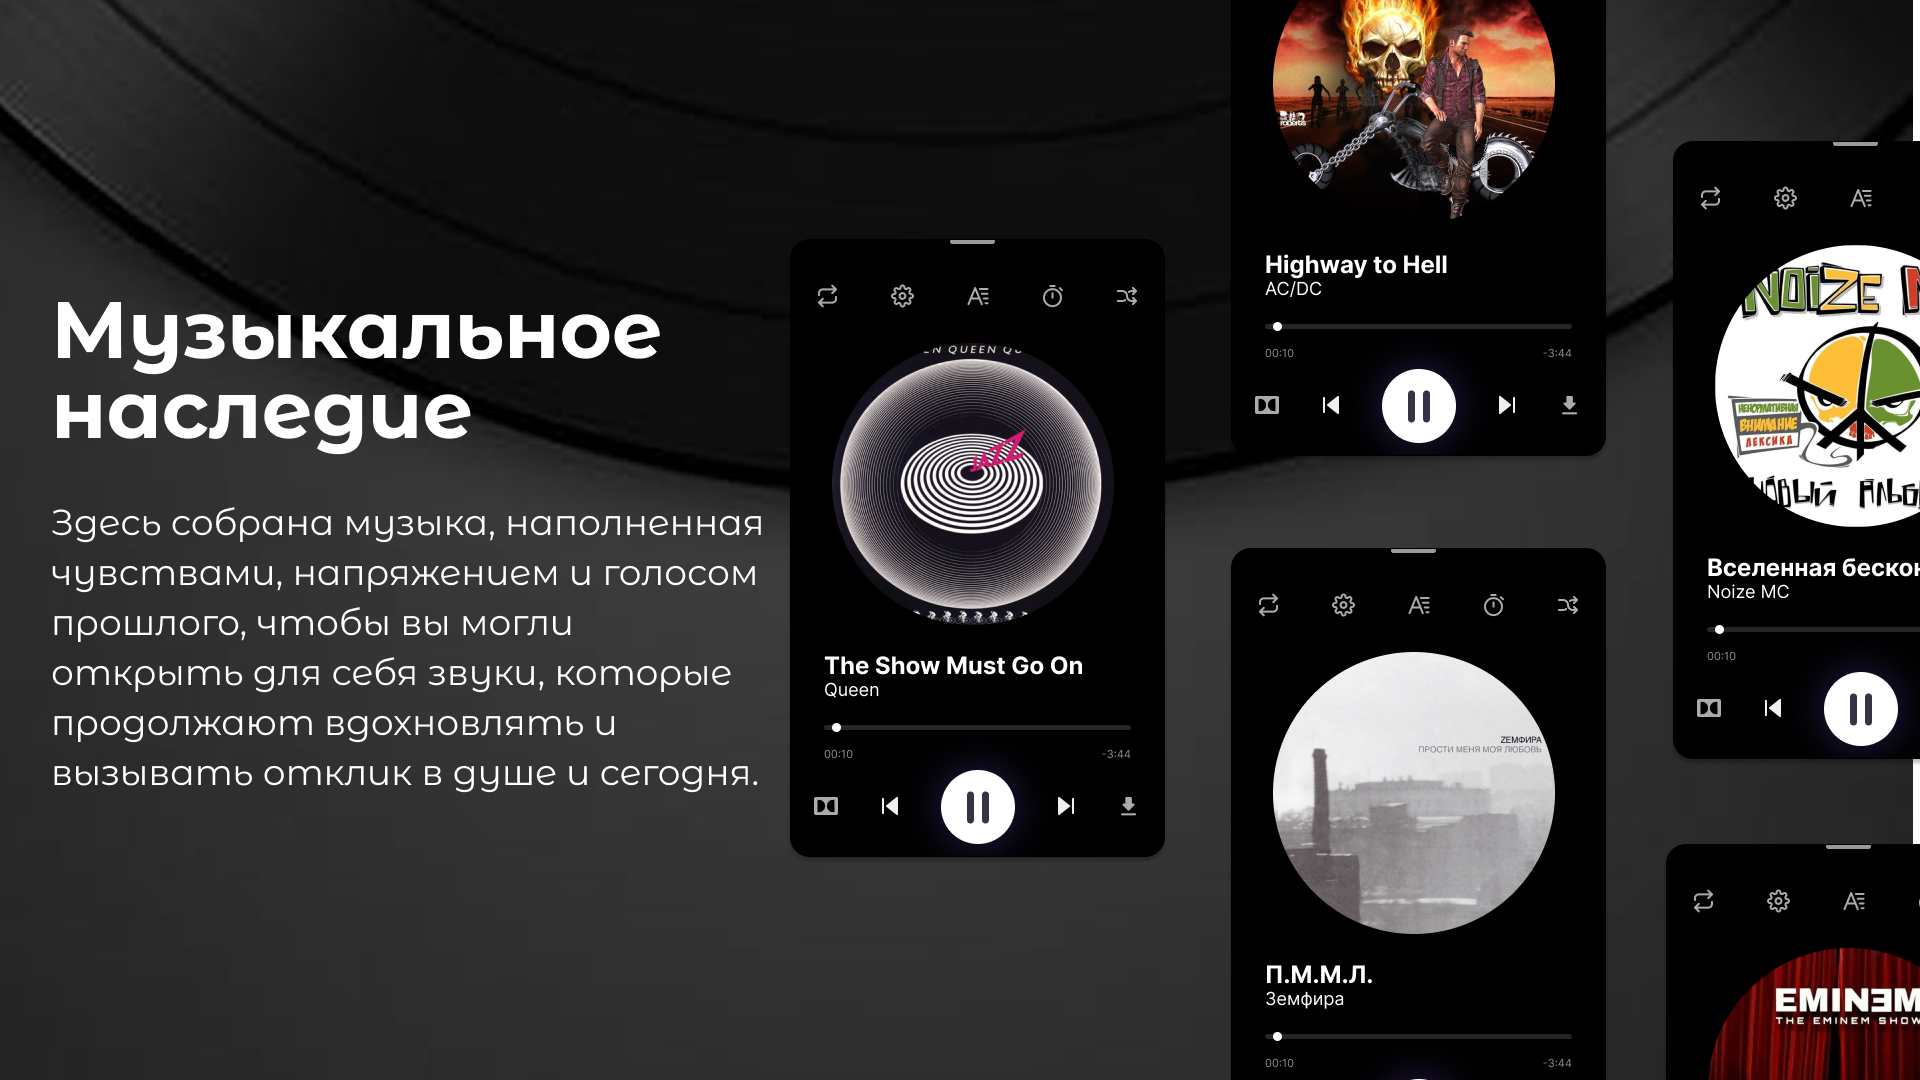 Музыкальное
наследие
Здесь собрана музыка, наполненная
чувствами, напряжением и голосом
прошлого, чтобы вы могли
открыть для себя звуки, которые
продолжают вдохновлять и
вызывать отклик в душе и сегодня.
QUEEN
JAZZ
The Show Must Go On
Queen
00:10 -3:44
Highway to Hell
AC/DC
00:10 -3:44
ZЕМФИРА
ПРОСТИ МЕНЯ МОЯ ЛЮБОВЬ
П.М.М.Л.
Земфира
00:10 -3:44
NOIZE
НЕНОРМАТИВНАЯ
ВНИМАНИЕ
ЛЕКСИКА
НОВЫЙ
Вселенная
Noize MC
00:10
EMINEM
THE EMINEM SHOW